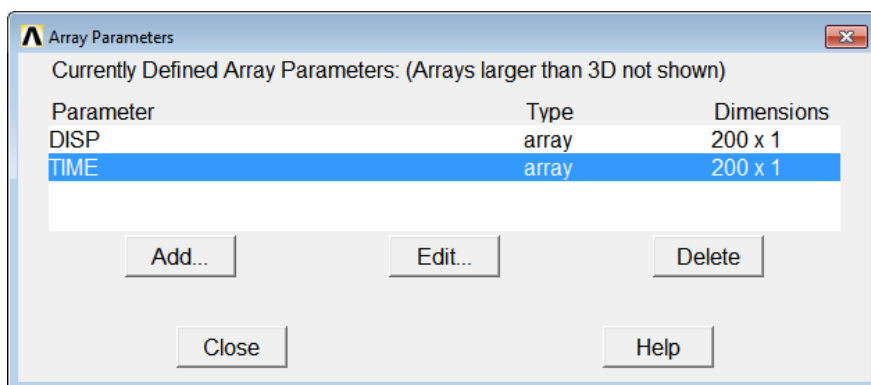 Array Parameters
Currently Defined Array Parameters: (Arrays larger than 3D not shown)
Parameter Type Dimensions
DISP array 200 x 1
TIME array 200 x 1
Add... Edit... Delete
Close Help